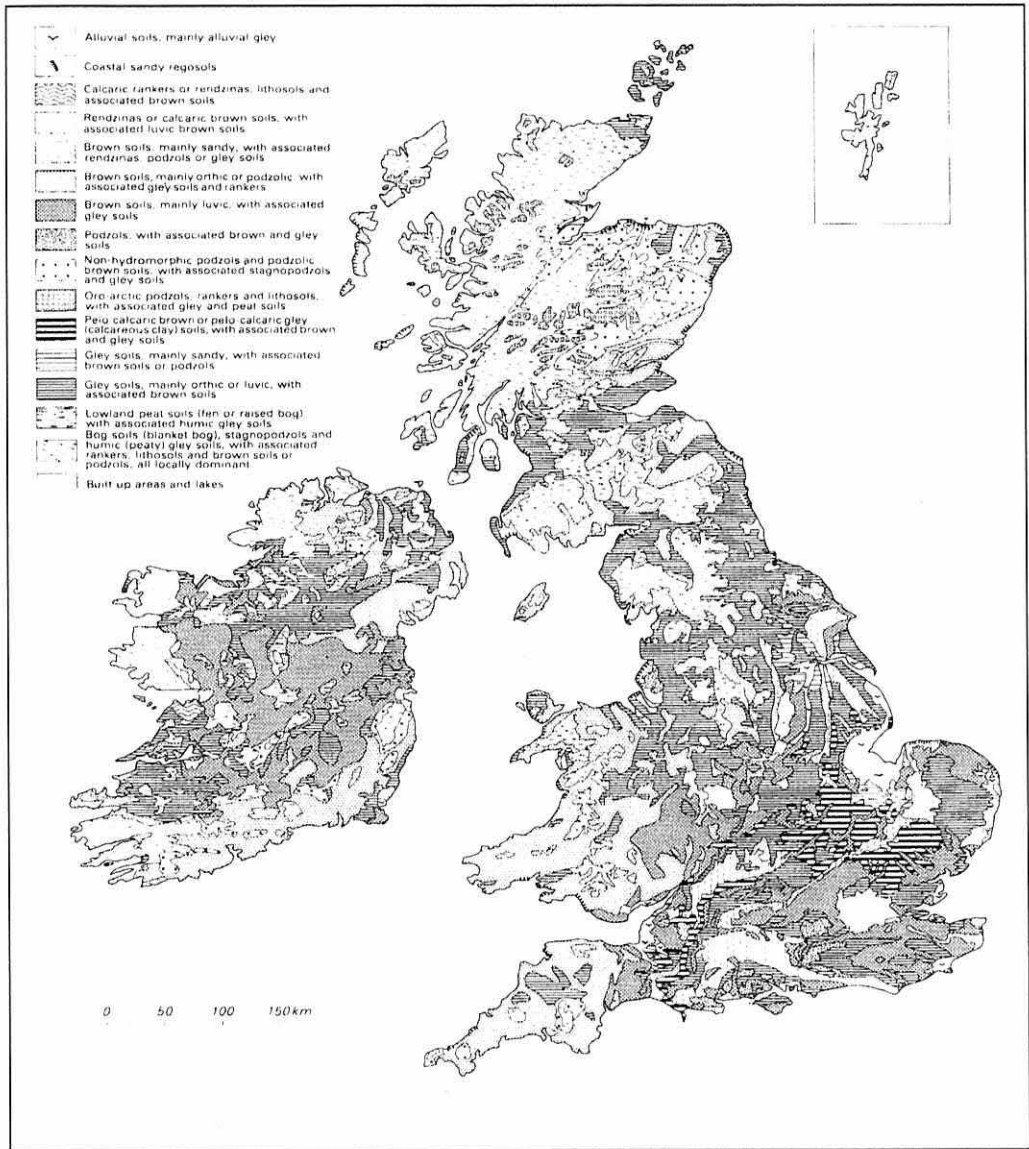 Alluvial soils, mainly alluvial gley
Coastal sandy regosols
Calcaric rankers or rendzinas, lithosols and
associated brown soils
Rendzinas or calcaric brown soils, with
associated luvic brown soils
Brown soils, mainly sandy, with associated
rendzinas, podzols or gley soils
Brown soils, mainly orthic or podzolic, with
associated gley soils and rankers
Brown soils, mainly luvic, with associated
gley soils
Podzols, with associated brown and gley
soils
Non-hydromorphic podzols and podzolic
brown soils, with associated stagnopodzols
and gley soils
Oro-arctic podzols, rankers and lithosols,
with associated gley and peat soils
Pelo calcaric brown or pelo-calcaric gley
(calcareous clay) soils, with associated brown
and gley soils
Gley soils, mainly sandy, with associated
brown soils or podzols
Gley soils, mainly orthic or luvic, with
associated brown soils
Lowland peat soils (fen or raised bog)
with associated humic gley soils
Bog soils (blanket bog), stagnopodzols and
humic (peaty) gley soils, with associated
rankers, lithosols and brown soils or
podzols, all locally dominant
Built up areas and lakes
0 50 100 150km